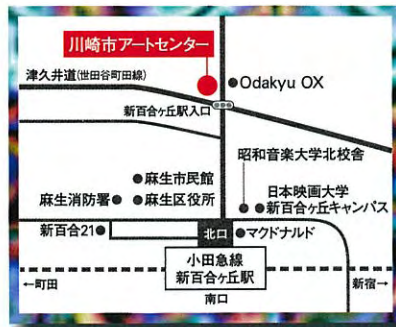 川崎市アートセンター
津久井道(世田谷町田線)
Odakyu OX
新百合ヶ丘駅入口
昭和音楽大学北校舎
麻生市民館
日本映画大学
新百合ヶ丘キャンパス
麻生消防署
麻生区役所
新百合21
北口
マクドナルド
小田急線
新百合ヶ丘駅
←町田
新宿→
南口